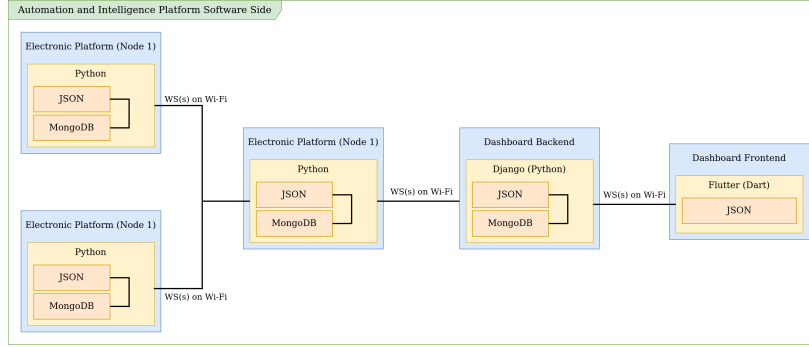 Automation and Intelligence Platform Software Side
Electronic Platform (Node 1)
Python
JSON
MongoDB
WS(s) on Wi-Fi
Electronic Platform (Node 1)
Python
JSON
MongoDB
WS(s) on Wi-Fi
Electronic Platform (Node 1)
Python
JSON
MongoDB
WS(s) on Wi-Fi
Dashboard Backend
Django (Python)
JSON
MongoDB
WS(s) on Wi-Fi
Dashboard Frontend
Flutter (Dart)
JSON